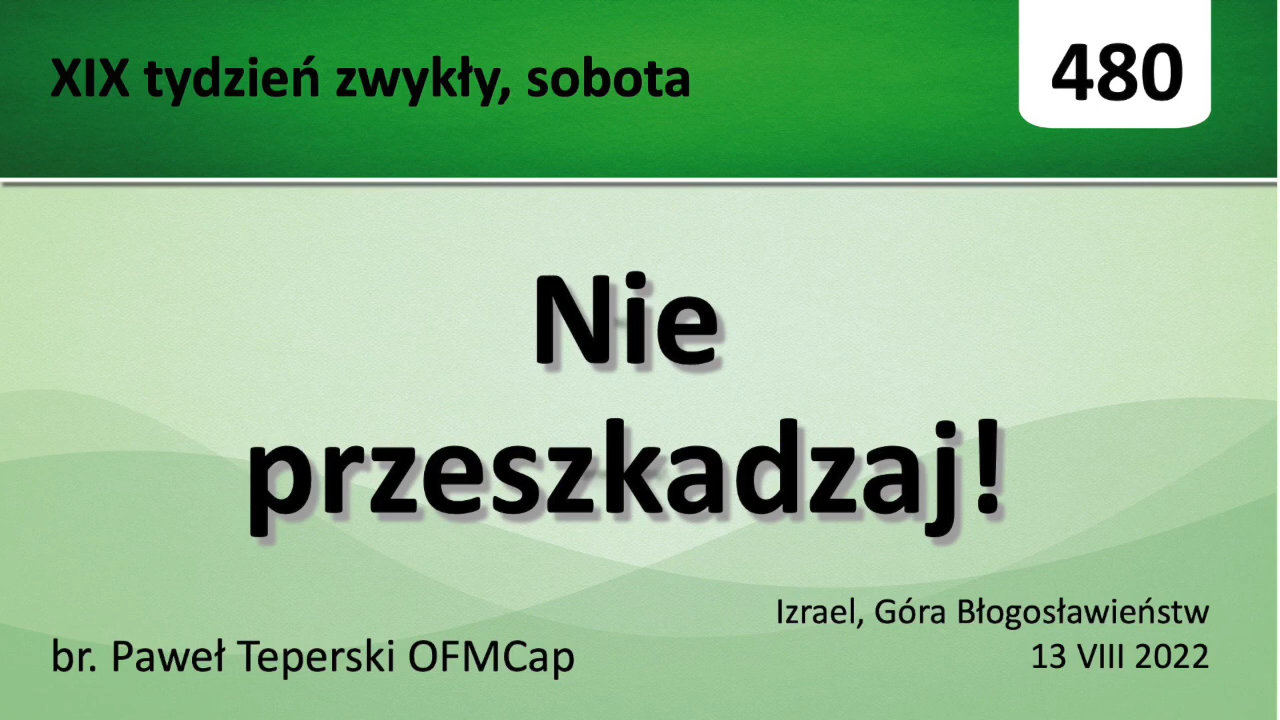 XIX tydzień zwykły, sobota
480
Nie
przeszkadzaj!
Izrael, Góra Błogosławieństw
br. Paweł Teperski OFMCap
13 VIII 2022